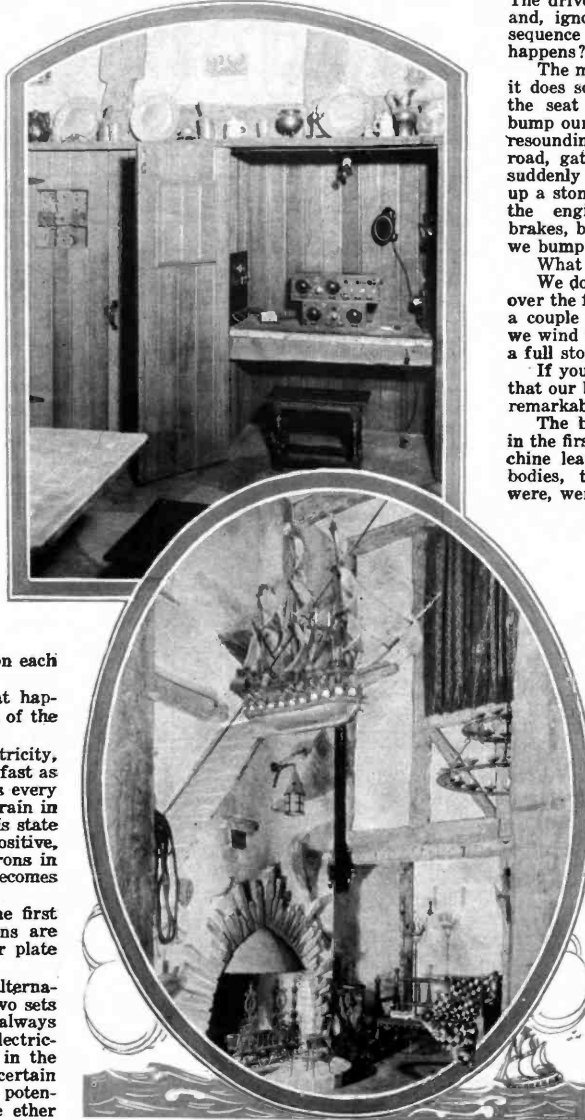 The drive
and, igno
sequence
happens?
The m
it does so
the seat
bump our
resoundin
road, gat
suddenly
up a ston
the engi
brakes, b
we bump
What
We do
over the f
a couple
we wind
a full sto
If you
that our b
remarkab
The b
in the firs
chine lea
bodies, t
were, wer
on each
at hap-
of the
tricity,
fast as
s every
rain in
is state
ositive,
rons in
ecomes
he first
ns are
r plate
lterna-
wo sets
always
lectric-
in the
certain
poten-
e ether